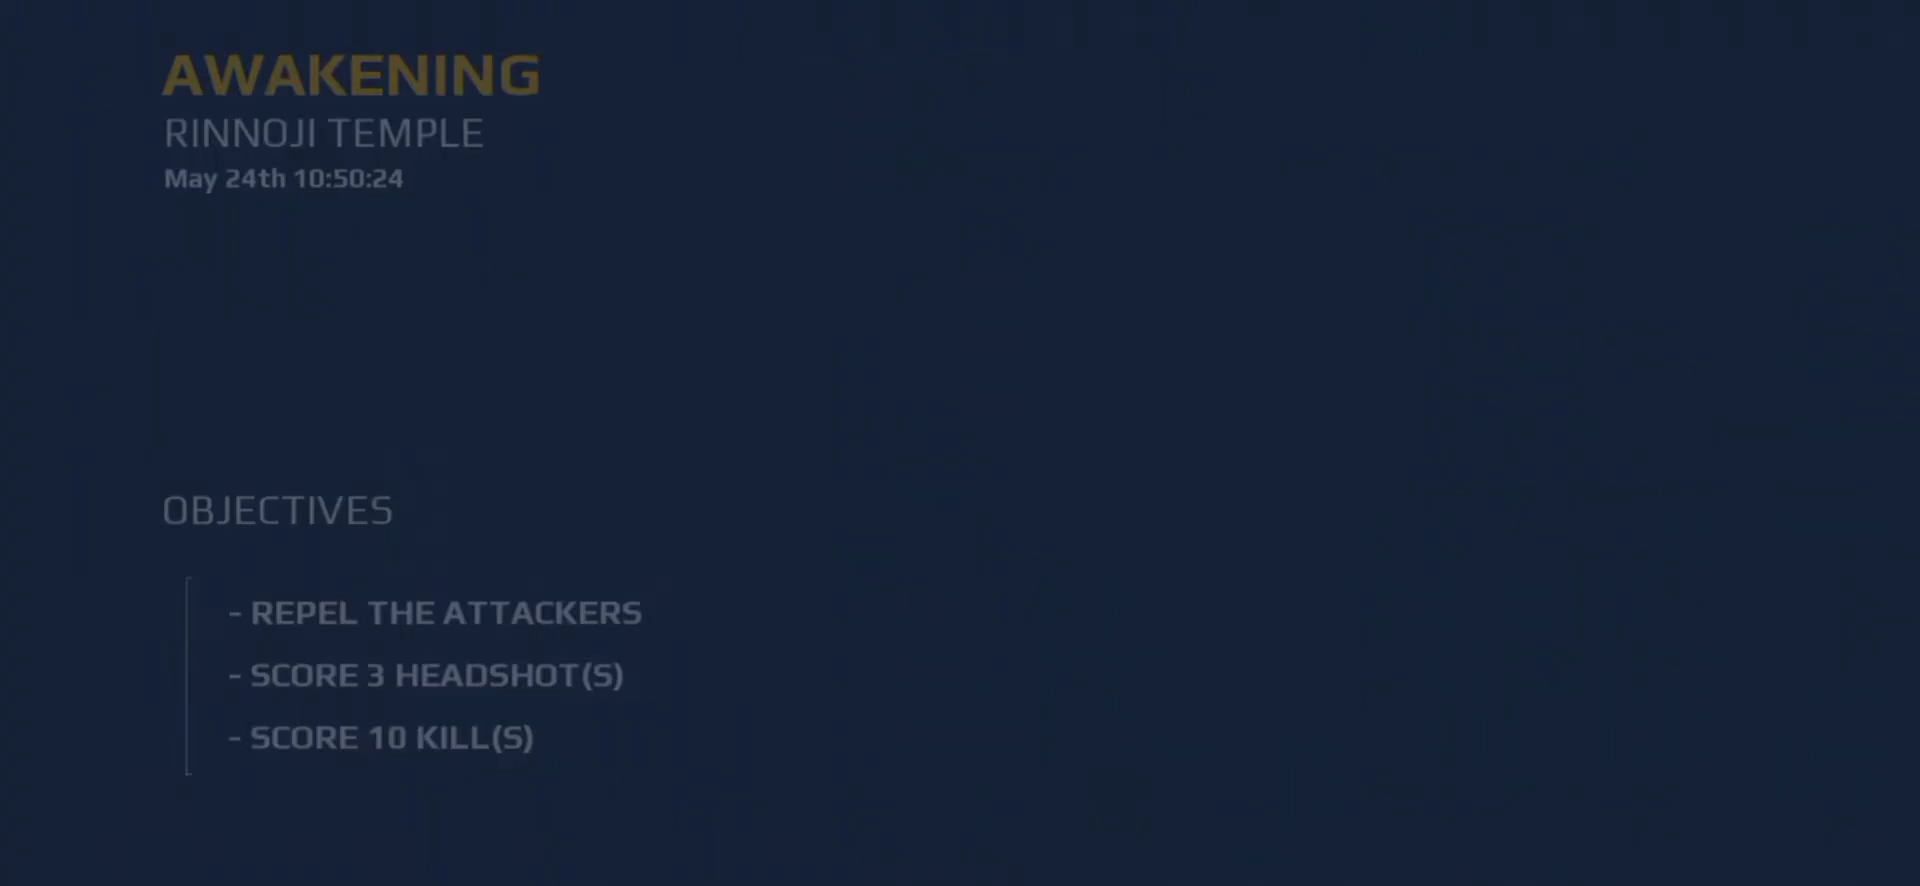 AWAKENING
RINNOJI TEMPLE
May 24th 10:50:24
OBJECTIVES
- REPEL THE ATTACKERS
- SCORE 3 HEADSHOT(S)
- SCORE 10 KILL(S)